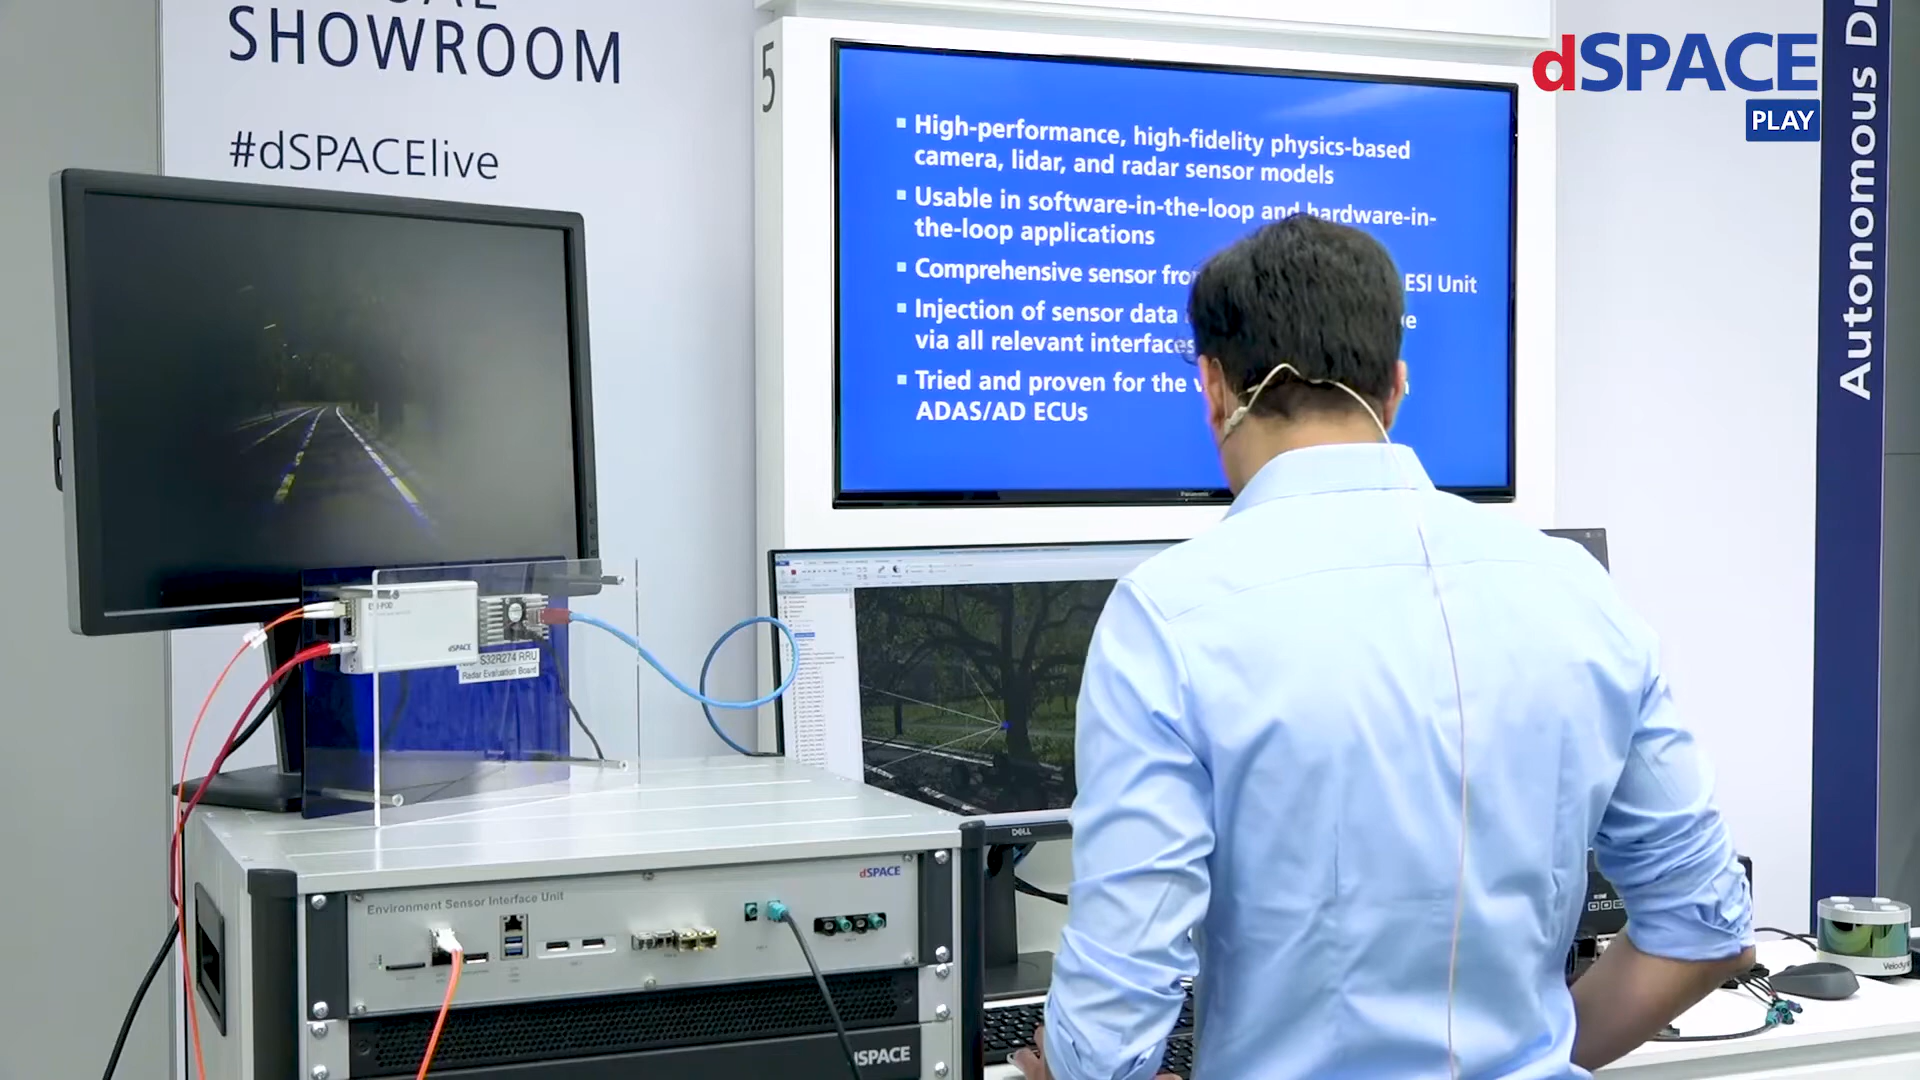 SHOWROOM
#dSPACElive
5
dSPACE
PLAY
Autonomous
High-performance, high-fidelity physics-based
camera, lidar, and radar sensor models
Usable in software-in-the-loop and hardware-in-
the-loop applications
Comprehensive sensor ESI Unit
Injection of sensor data
via all relevant interfaces
Tried and proven for the
ADAS/AD ECUs
Panasonic
dSPACE
S32R274 RRU
Radar Evaluation Board
DELL
dSPACE
Environment Sensor Interface Unit
dSPACE